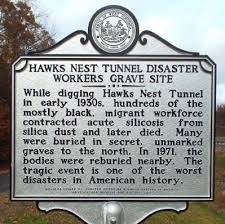 HAWKS NEST TUNNEL DISASTER
WORKERS GRAVE SITE
While digging Hawks Nest Tunnel
in early 1930s, hundreds of the
mostly black, migrant workforce
contracted acute silicosis from
silica dust and later died. Many
were buried in secret, unmarked
graves to the north. In 1971, the
bodies were reburied nearby. The
tragic event is one of the worst
disasters in American history.